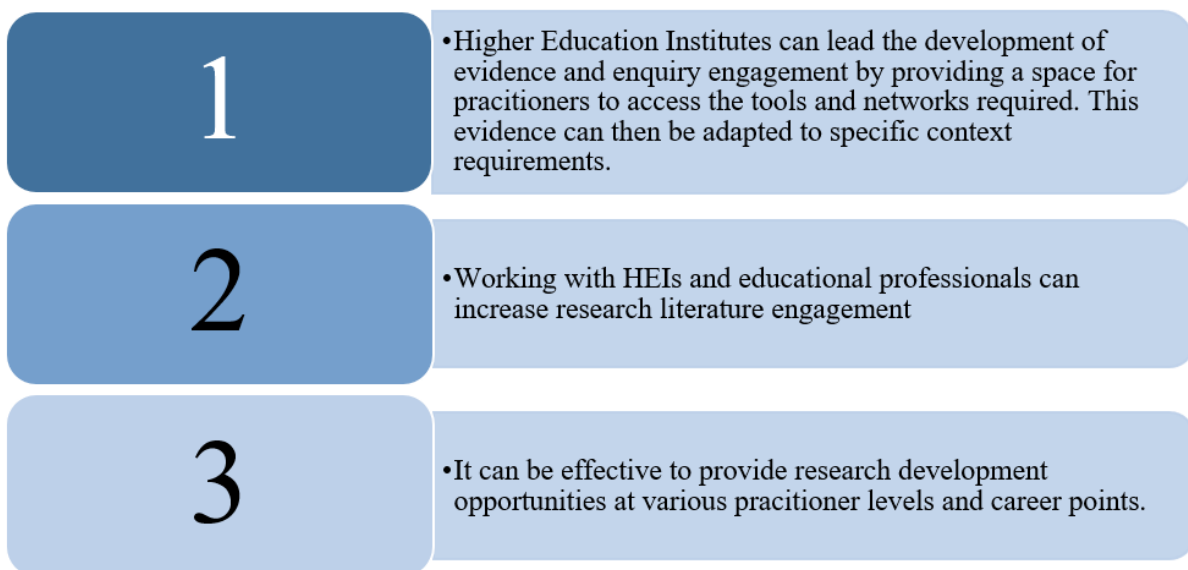 1
•Higher Education Institutes can lead the development of
evidence and enquiry engagement by providing a space for
pracitioners to access the tools and networks required. This
evidence can then be adapted to specific context
requirements.
2
•Working with HEIs and educational professionals can
increase research literature engagement
3
•It can be effective to provide research development
opportunities at various pracitioner levels and career points.